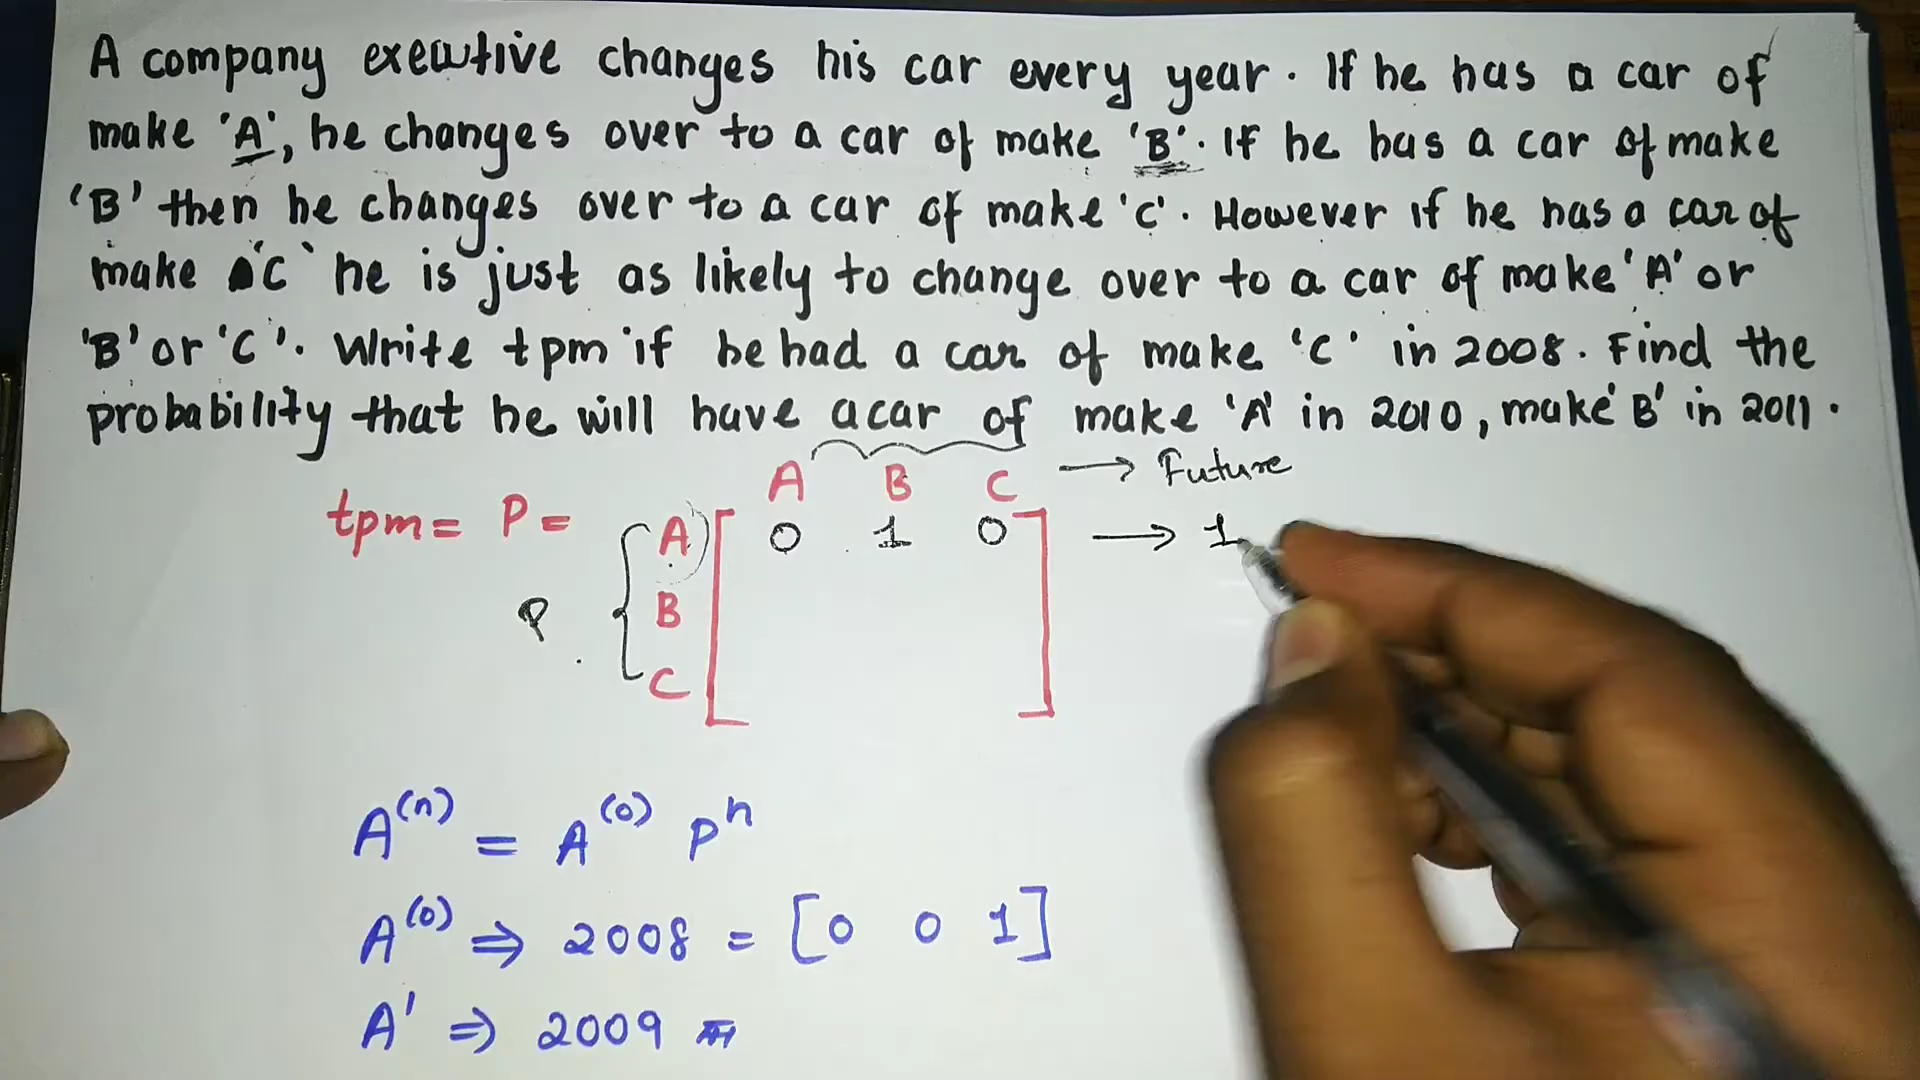 A company executive changes his car every year. If he has a car of
make 'A', he changes over to a car of make 'B'. If he has a car of make
'B' then he changes over to a car of make 'C'. However if he has a car of
make 'C' he is just as likely to change over to a car of make 'A' or
'B' or 'C'. Write tpm if he had a car of make 'C' in 2008. Find the
probability that he will have a car of make 'A' in 2010, make 'B' in 2011.
A B C → Future
tpm = P = A [ 0 1 0 ] → 1
P B
C
A^(n) = A^(0) P^n
A^(0) ⇒ 2008 = [0 0 1]
A' ⇒ 2009